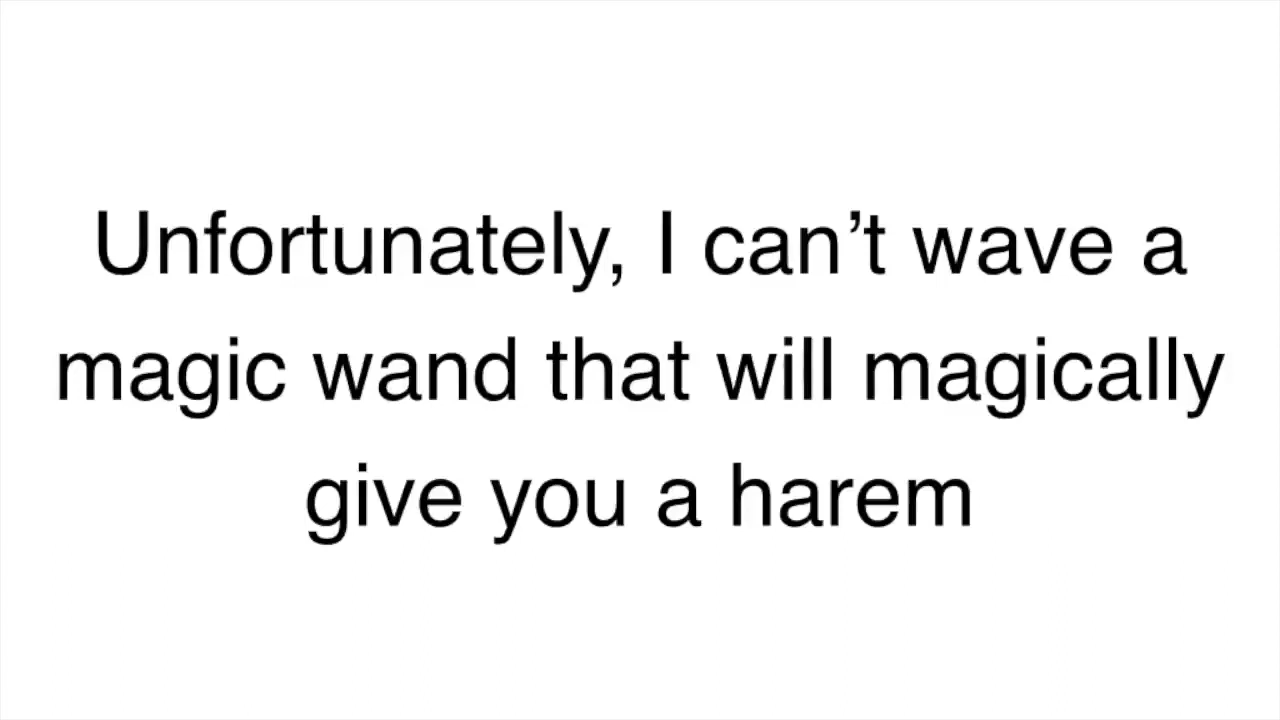 Unfortunately, I can’t wave a
magic wand that will magically
give you a harem